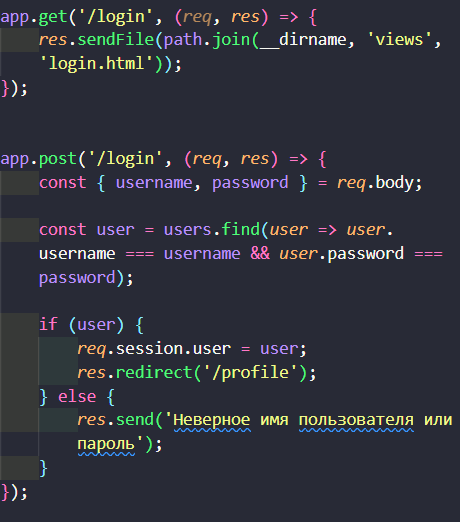 app.get('/login', (req, res) => {
res.sendFile(path.join(__dirname, 'views',
'login.html'));
});
app.post('/login', (req, res) => {
const { username, password } = req.body;
const user = users.find(user => user.
username === username && user.password ===
password);
if (user) {
req.session.user = user;
res.redirect('/profile');
} else {
res.send('Неверное имя пользователя или
пароль');
}
});